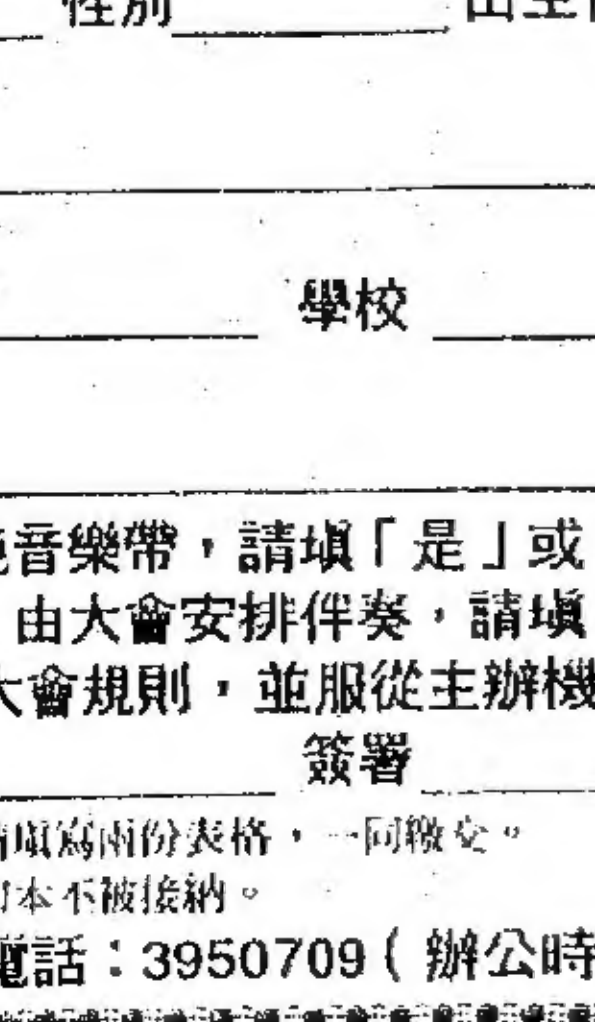 性別 出生
學校
音樂帶，請填「是」或
由大會安排伴奏，請填
大會規則，並服從主辦機
簽署
請填寫兩份表格，一同繳交。
印本不被接納。
電話：3950709（辦公時